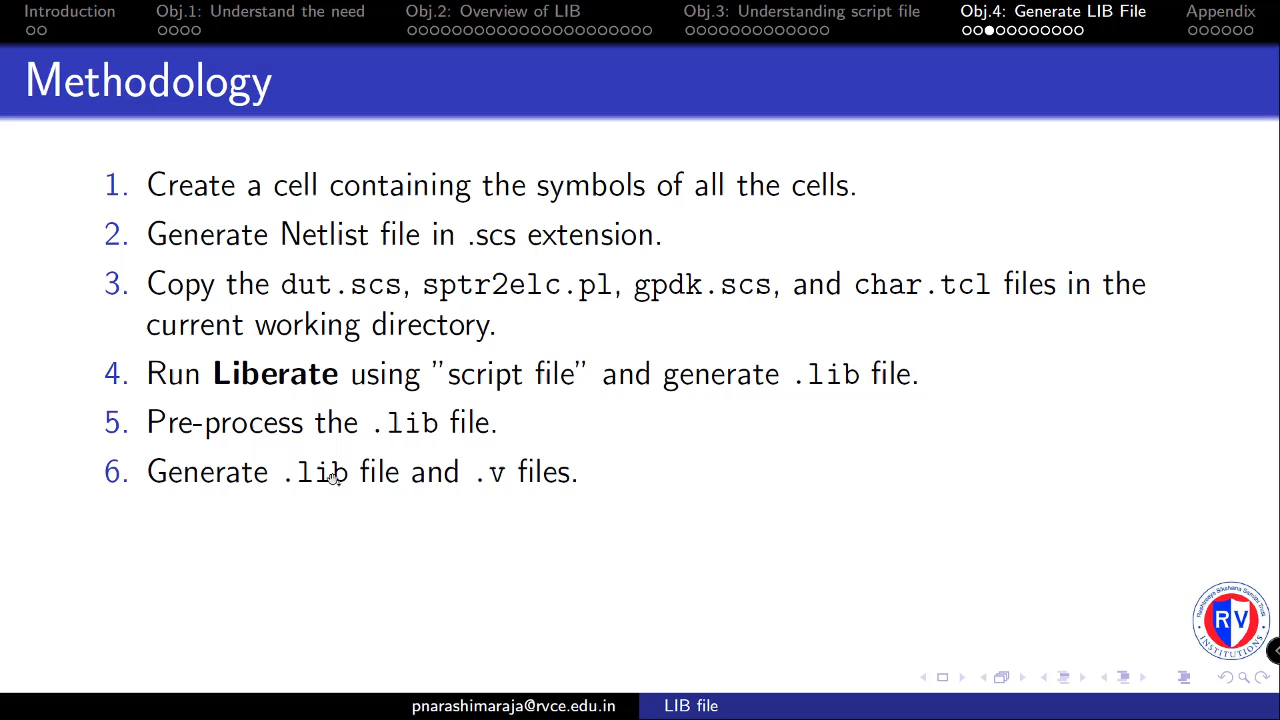 Introduction
Obj.1: Understand the need
Obj.2: Overview of LIB
Obj.3: Understanding script file
Obj.4: Generate LIB File
Appendix
Methodology
1. Create a cell containing the symbols of all the cells.
2. Generate Netlist file in .scs extension.
3. Copy the dut.scs, sptr2elc.pl, gpdk.scs, and char.tcl files in the
current working directory.
4. Run Liberate using ”script file” and generate .lib file.
5. Pre-process the .lib file.
6. Generate .lib file and .v files.
RV
INSTITUTIONS
pnarashimaraja@rvce.edu.in
LIB file